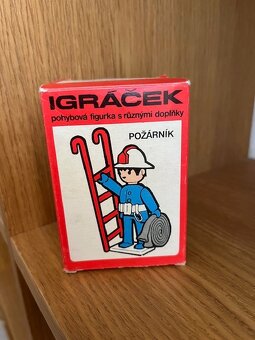 IGRÁČEK
pohybová figurka s různými doplňky
POŽÁRNÍK